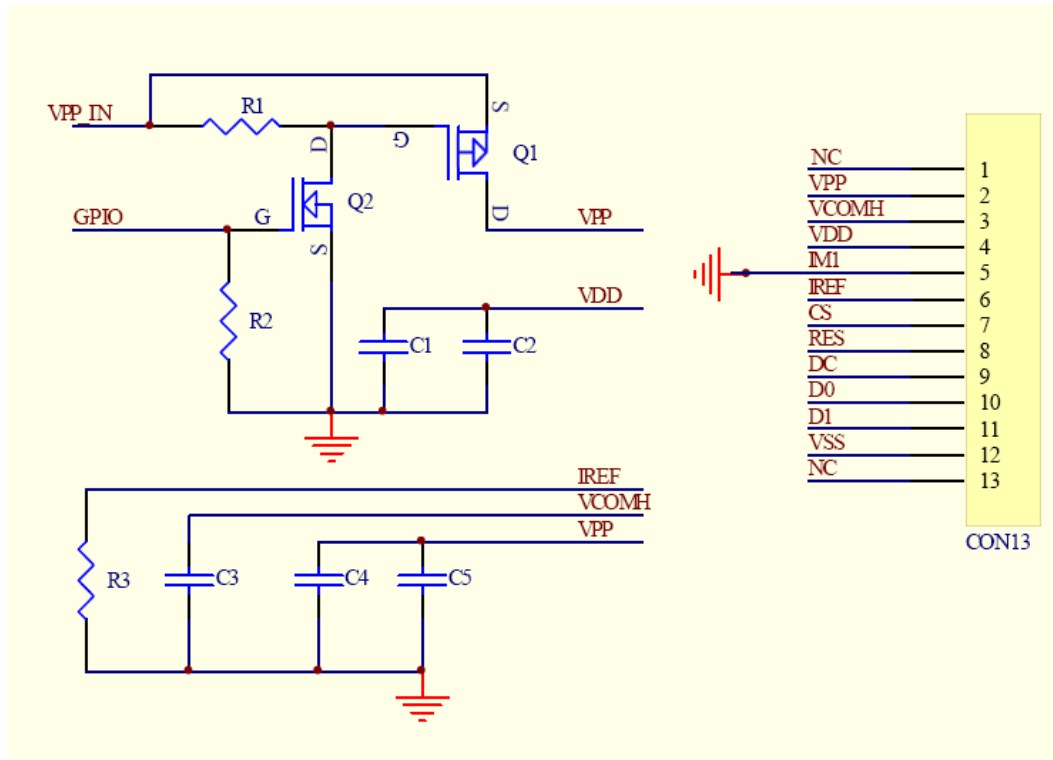 VPP_IN
R1
S
D
G
Q1
Q2
GPIO
G
D
VPP
S
R2
VDD
C1
C2
IREF
VCOMH
VPP
R3
C3
C4
C5
NC 1
VPP 2
VCOMH 3
VDD 4
IM1 5
IREF 6
CS 7
RES 8
DC 9
D0 10
D1 11
VSS 12
NC 13
CON13